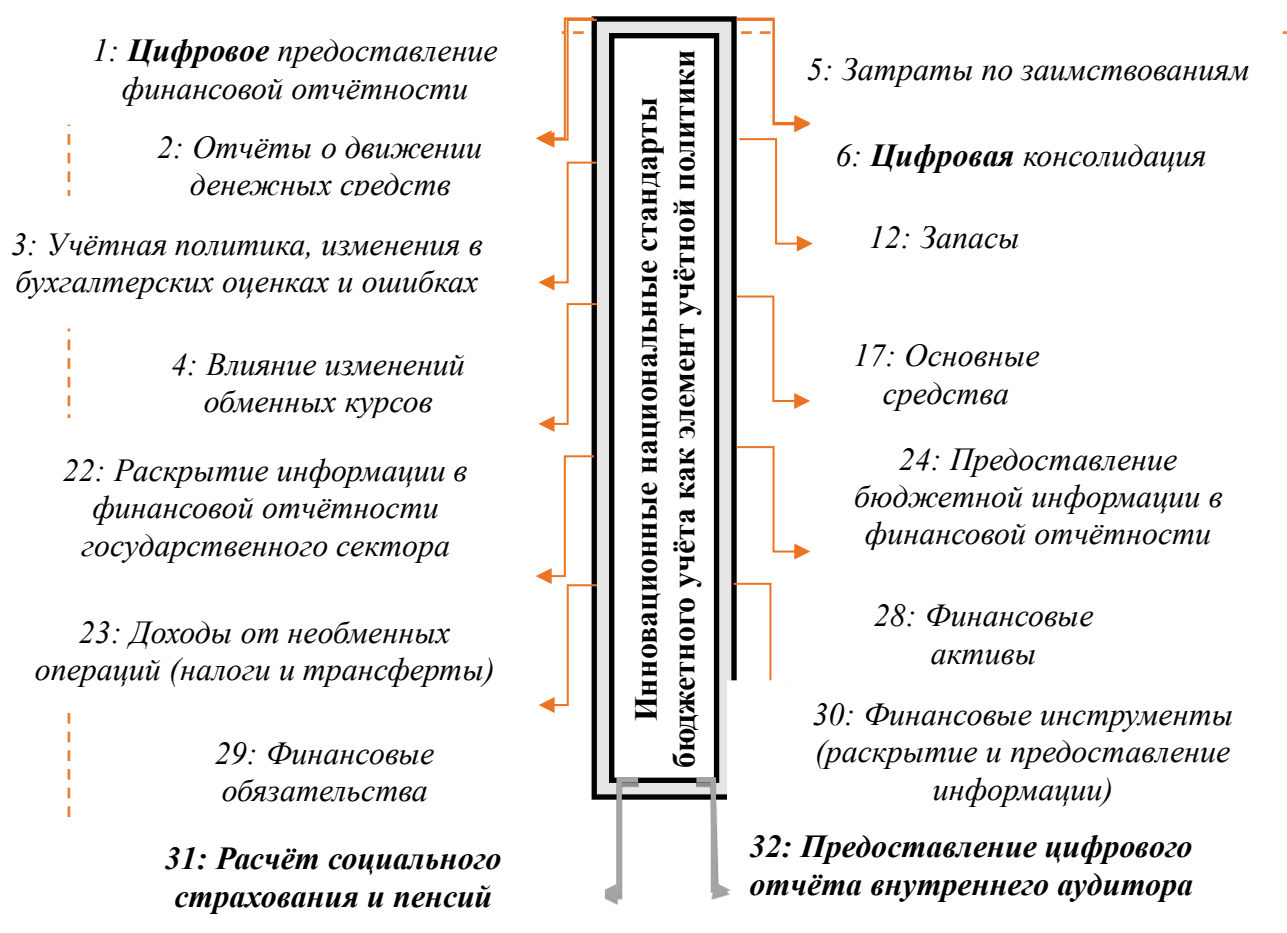 1: Цифровое предоставление
финансовой отчётности
2: Отчёты о движении
денежных средств
3: Учётная политика, изменения в
бухгалтерских оценках и ошибках
4: Влияние изменений
обменных курсов
22: Раскрытие информации в
финансовой отчётности
государственного сектора
23: Доходы от необменных
операций (налоги и трансферты)
29: Финансовые
обязательства
31: Расчёт социального
страхования и пенсий
Инновационные национальные стандарты
бюджетного учёта как элемент учётной политики
5: Затраты по заимствованиям
6: Цифровая консолидация
12: Запасы
17: Основные
средства
24: Предоставление
бюджетной информации в
финансовой отчётности
28: Финансовые
активы
30: Финансовые инструменты
(раскрытие и предоставление
информации)
32: Предоставление цифрового
отчёта внутреннего аудитора